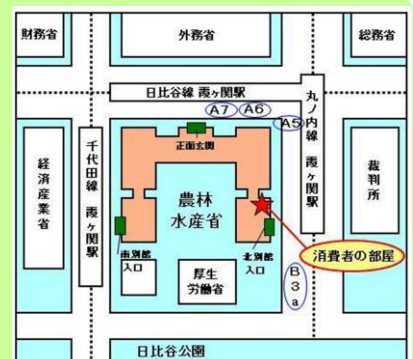 財務省
外務省
総務省
日比谷線 霞ヶ関駅
A7
A6
A5
丸ノ内線 霞ヶ関駅
正面玄関
千代田線 霞ヶ関駅
経済産業省
裁判所
農林
水産省
南別館
入口
北別館
入口
消費者の部屋
厚生
労働省
B3a
日比谷公園